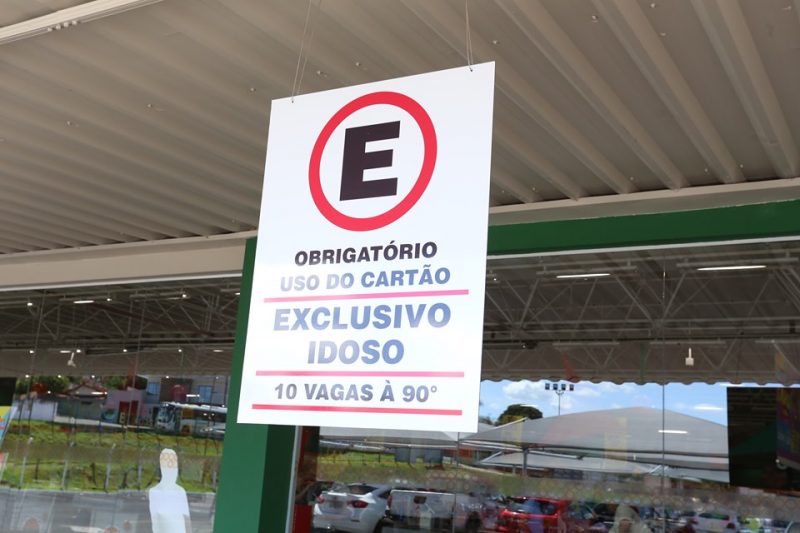 E
OBRIGATÓRIO
USO DO CARTÃO
EXCLUSIVO
IDOSO
10 VAGAS À 90°